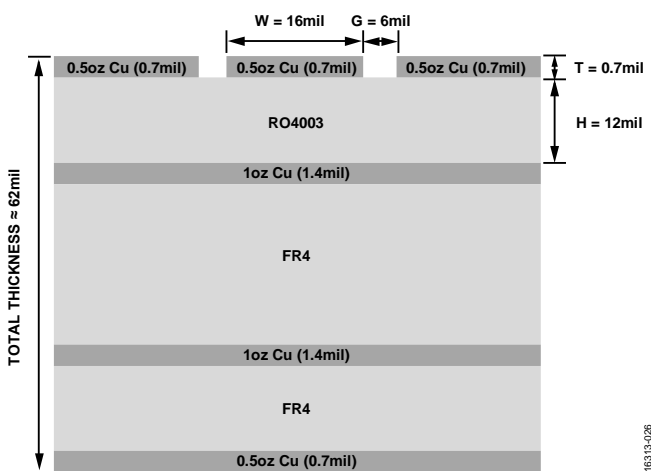 W = 16mil G = 6mil
0.5oz Cu (0.7mil) 0.5oz Cu (0.7mil) 0.5oz Cu (0.7mil) T = 0.7mil
RO4003 H = 12mil
1oz Cu (1.4mil)
TOTAL THICKNESS ≈ 62mil
FR4
1oz Cu (1.4mil)
FR4
0.5oz Cu (0.7mil)
16313-026